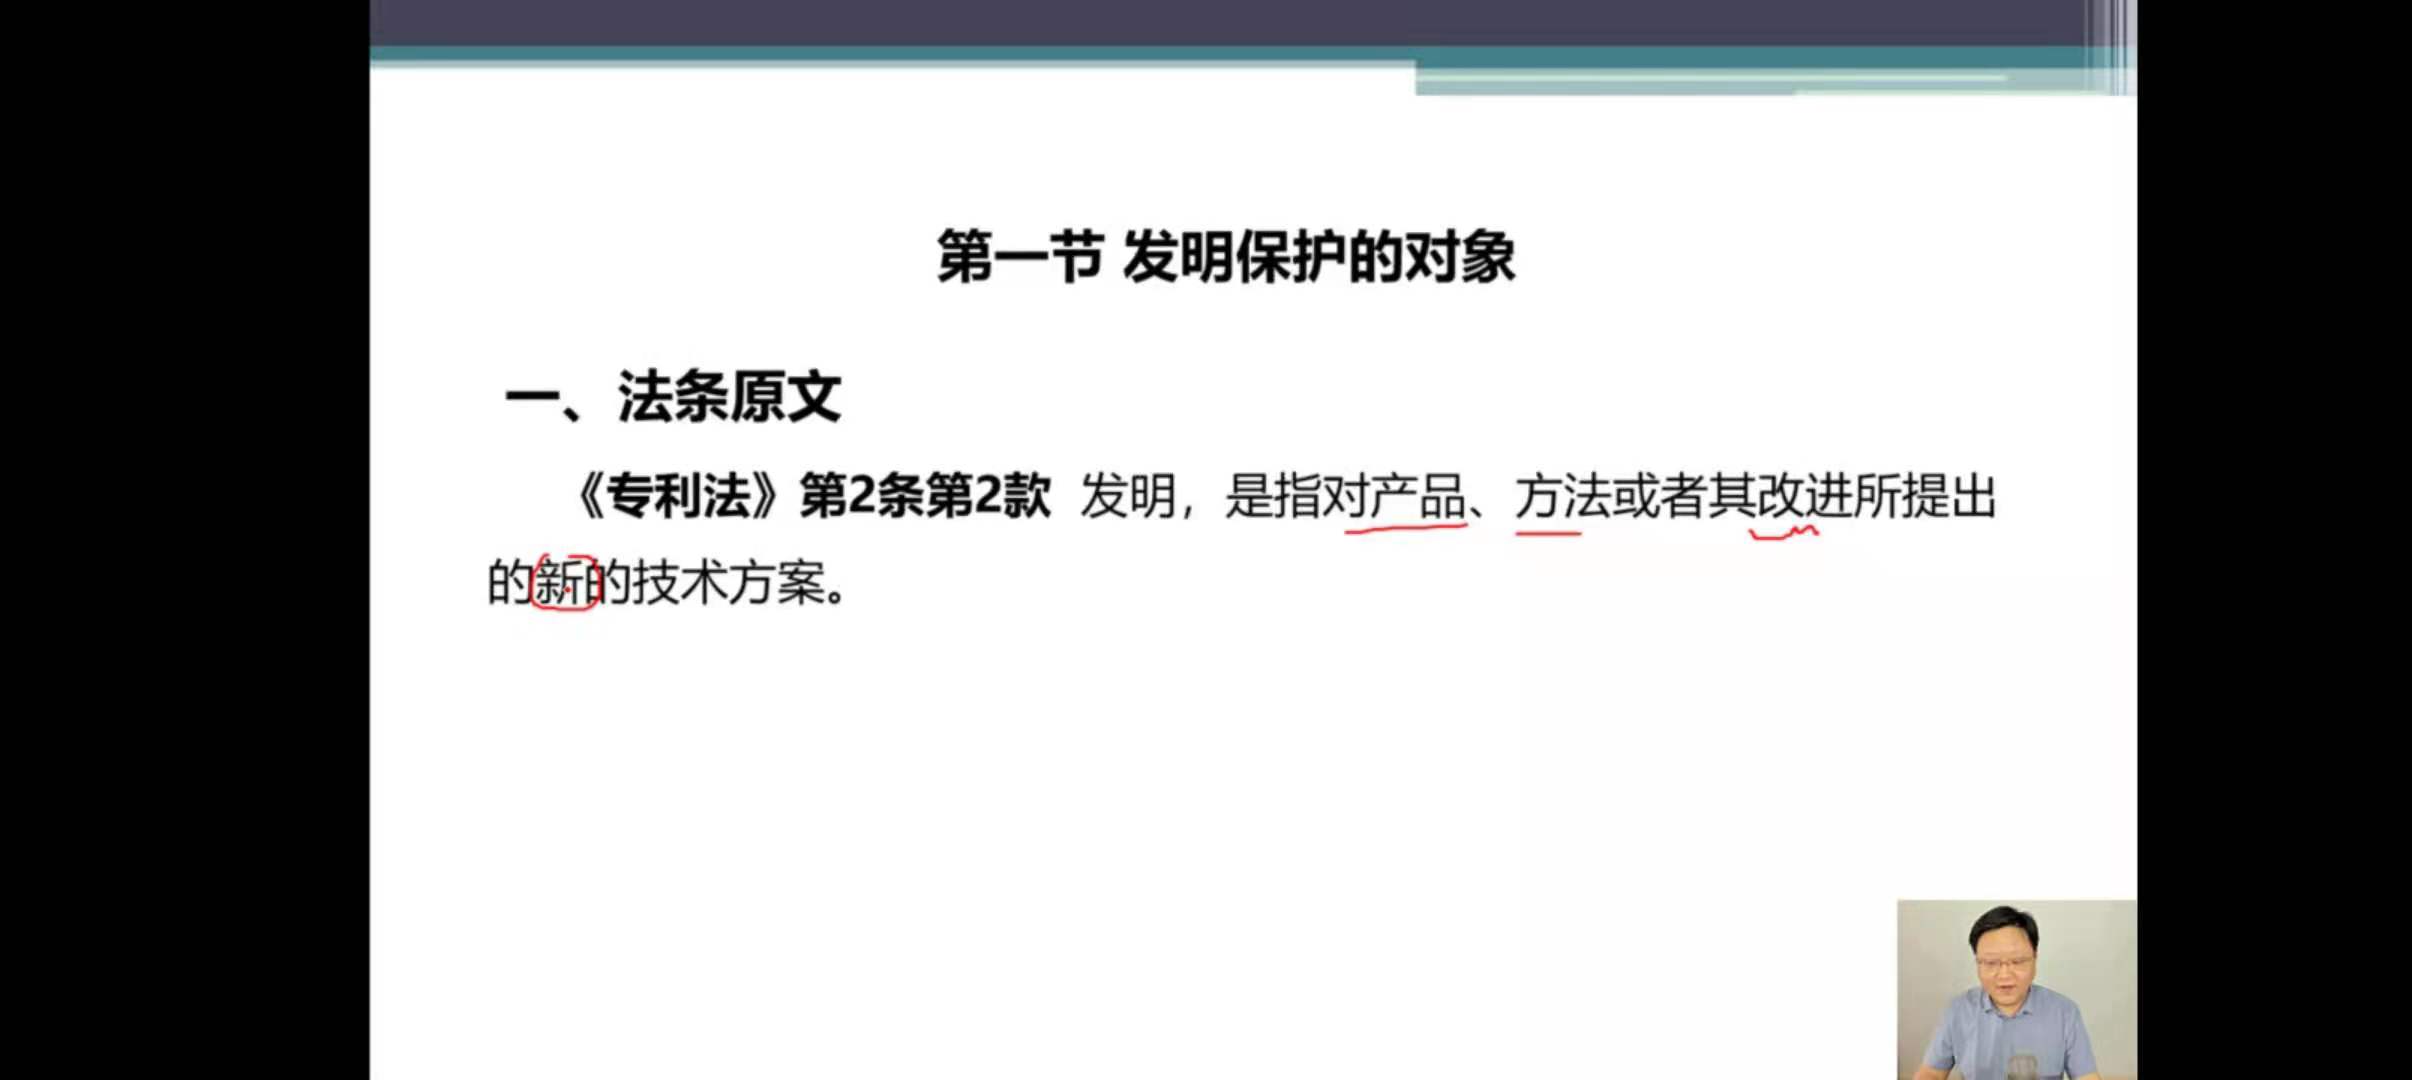 第一节 发明保护的对象
一、法条原文
《专利法》第2条第2款 发明，是指对产品、方法或者其改进所提出
的新的技术方案。